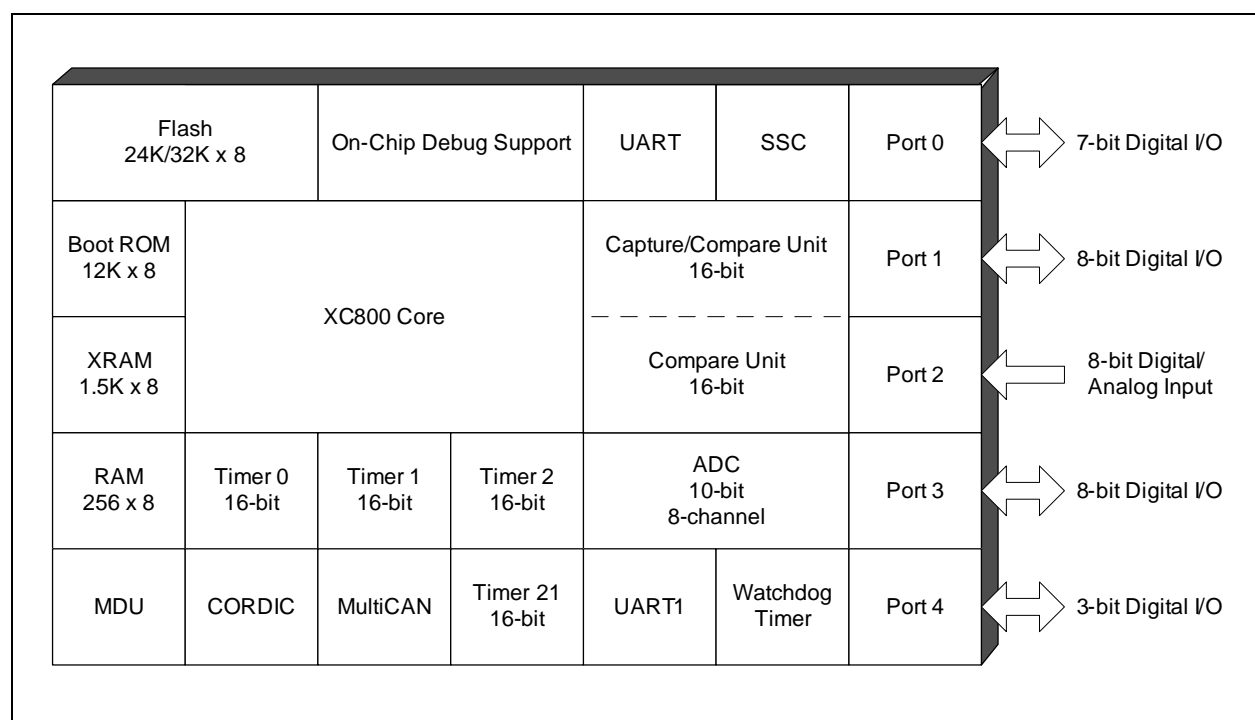 Flash
24K/32K x 8
On-Chip Debug Support
UART
SSC
Port 0
7-bit Digital I/O
Boot ROM
12K x 8
XC800 Core
Capture/Compare Unit
16-bit
Port 1
8-bit Digital I/O
XRAM
1.5K x 8
Compare Unit
16-bit
Port 2
8-bit Digital/
Analog Input
RAM
256 x 8
Timer 0
16-bit
Timer 1
16-bit
Timer 2
16-bit
ADC
10-bit
8-channel
Port 3
8-bit Digital I/O
MDU
CORDIC
MultiCAN
Timer 21
16-bit
UART1
Watchdog
Timer
Port 4
3-bit Digital I/O